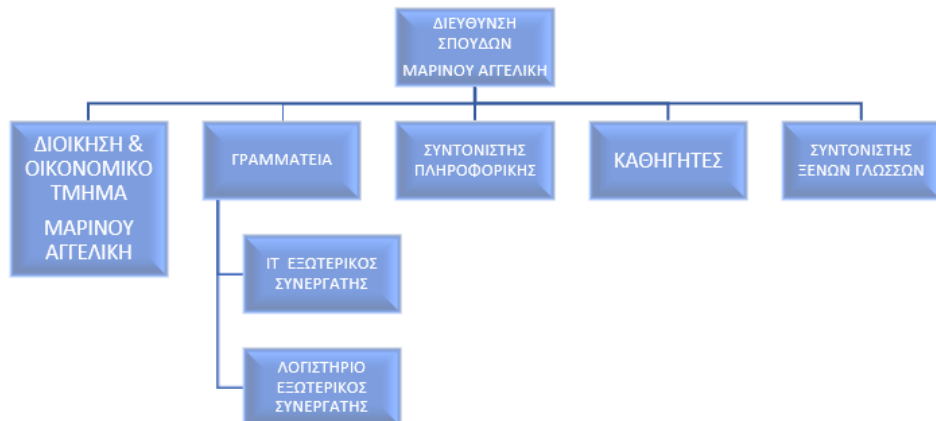 ΔΙΕΥΘΥΝΣΗ
ΣΠΟΥΔΩΝ
ΜΑΡΙΝΟΥ ΑΓΓΕΛΙΚΗ
ΔΙΟΙΚΗΣΗ &
ΟΙΚΟΝΟΜΙΚΟ
ΤΜΗΜΑ
ΜΑΡΙΝΟΥ
ΑΓΓΕΛΙΚΗ
ΓΡΑΜΜΑΤΕΙΑ
ΣΥΝΤΟΝΙΣΤΗΣ
ΠΛΗΡΟΦΟΡΙΚΗΣ
ΚΑΘΗΓΗΤΕΣ
ΣΥΝΤΟΝΙΣΤΗΣ
ΞΕΝΩΝ ΓΛΩΣΣΩΝ
IT ΕΞΩΤΕΡΙΚΟΣ
ΣΥΝΕΡΓΑΤΗΣ
ΛΟΓΙΣΤΗΡΙΟ
ΕΞΩΤΕΡΙΚΟΣ
ΣΥΝΕΡΓΑΤΗΣ